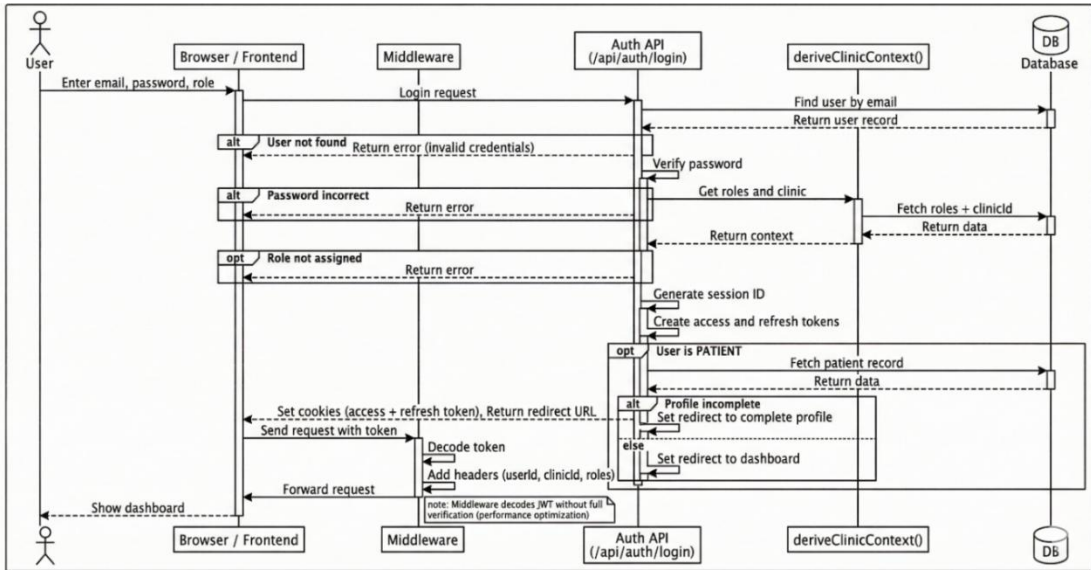 DB
User
Browser / Frontend
Middleware
Auth API
(/api/auth/login)
deriveClinicContext()
Database
Enter email, password, role
Login request
Find user by email
Return user record
alt
User not found
Return error (invalid credentials)
Verify password
alt
Password incorrect
Get roles and clinic
Return error
Fetch roles + clinicId
Return data
Return context
opt
Role not assigned
Return error
Generate session ID
Create access and refresh tokens
opt
User is PATIENT
Fetch patient record
Return data
alt
Profile incomplete
Set cookies (access + refresh token), Return redirect URL
Set redirect to complete profile
Send request with token
else
Decode token
Set redirect to dashboard
Add headers (userId, clinicId, roles)
Forward request
note: Middleware decodes JWT without full
verification (performance optimization)
Show dashboard
Browser / Frontend
Middleware
Auth API
(/api/auth/login)
deriveClinicContext()
DB